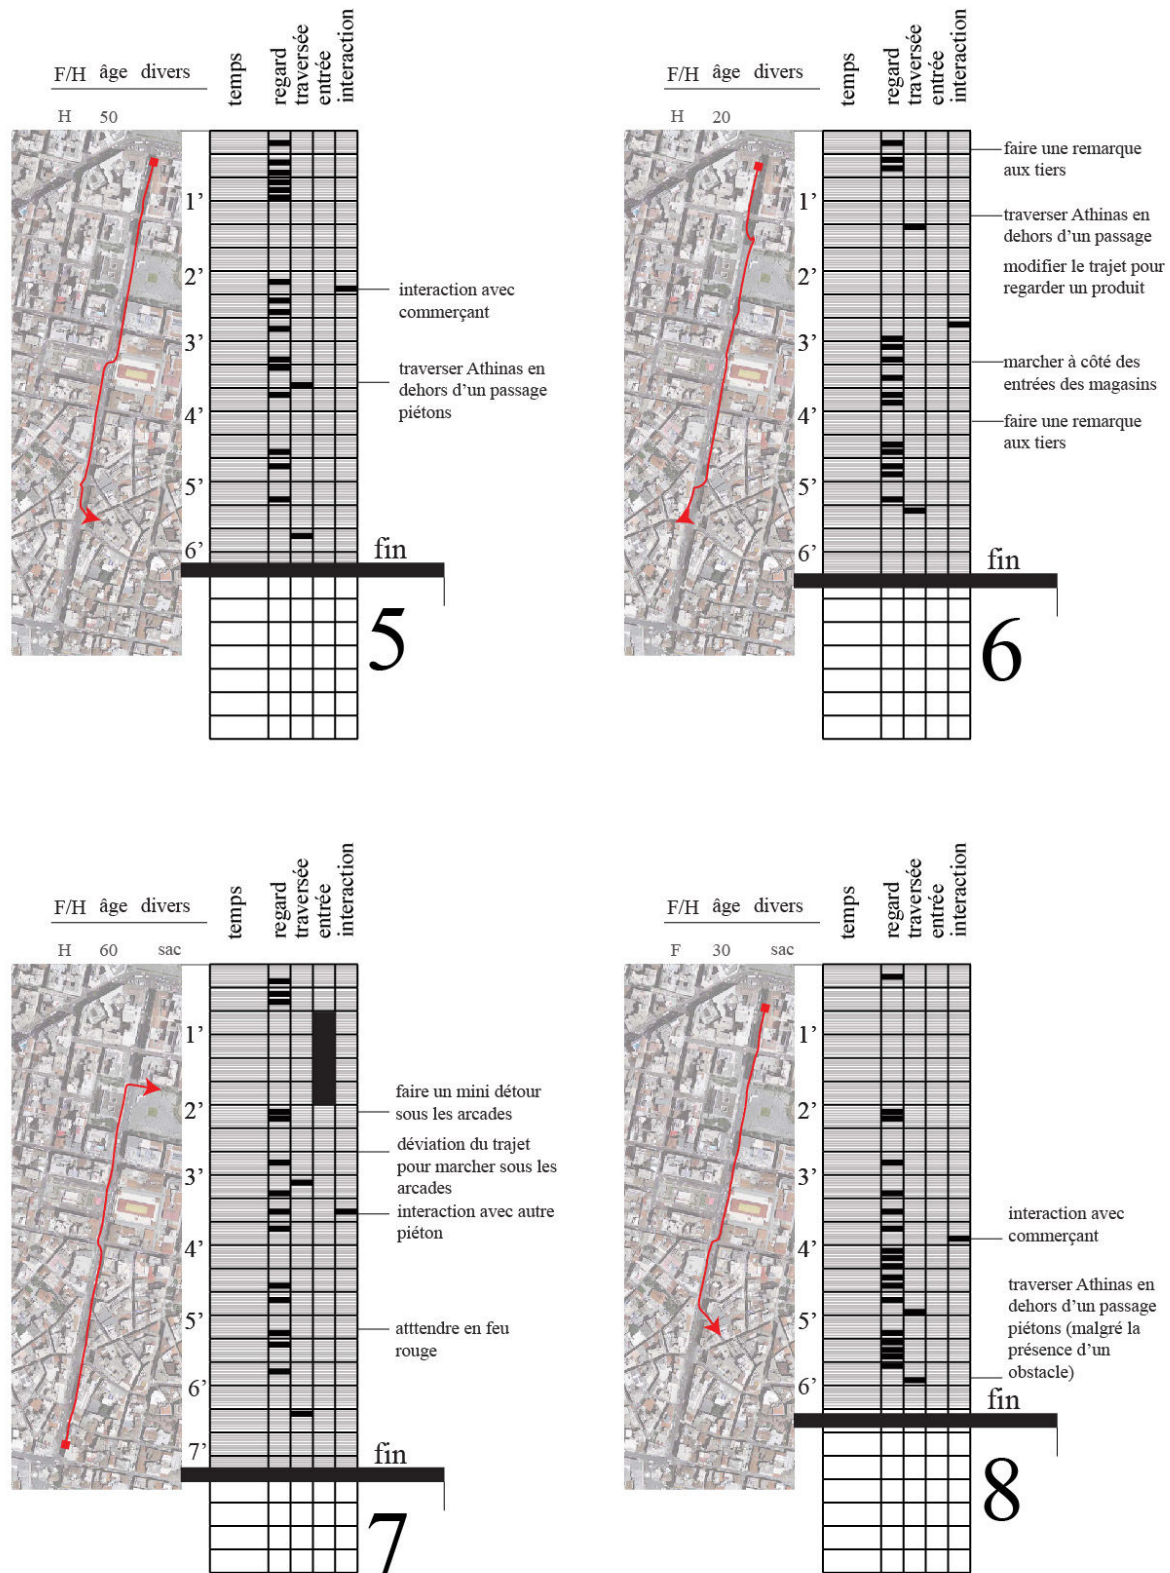 F/H âge divers
temps
regard
traversée
entrée
interaction
H 50
1’
2’
3’
4’
5’
6’
interaction avec
commerçant
traverser Athinas en
dehors d’un passage
piétons
fin
5
F/H âge divers
temps
regard
traversée
entrée
interaction
H 20
1’
2’
3’
4’
5’
6’
faire une remarque
aux tiers
traverser Athinas en
dehors d’un passage
modifier le trajet pour
regarder un produit
marcher à côté des
entrées des magasins
faire une remarque
aux tiers
fin
6
F/H âge divers
temps
regard
traversée
entrée
interaction
H 60 sac
1’
2’
3’
4’
5’
6’
7’
faire un mini détour
sous les arcades
déviation du trajet
pour marcher sous les
arcades
interaction avec autre
piéton
atttendre en feu
rouge
fin
7
F/H âge divers
temps
regard
traversée
entrée
interaction
F 30 sac
1’
2’
3’
4’
5’
6’
interaction avec
commerçant
traverser Athinas en
dehors d’un passage
piétons (malgré la
présence d’un
obstacle)
fin
8